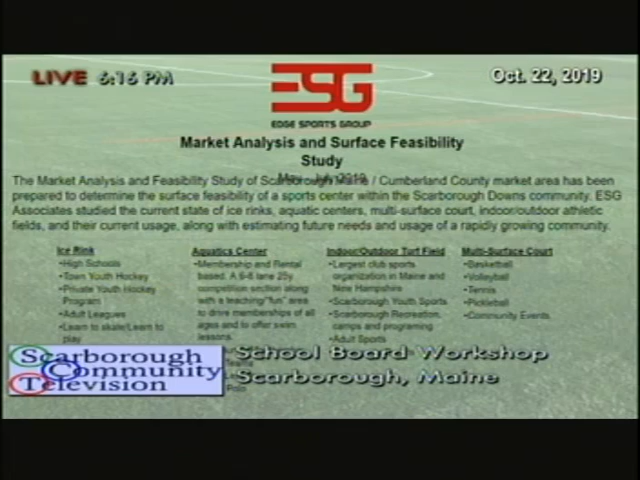 LIVE 6:16 PM
Oct. 22, 2019
ESG
EDGE SPORTS GROUP
Market Analysis and Surface Feasibility
Study
May - July 2019
The Market Analysis and Feasibility Study of Scarborough Maine / Cumberland County market area has been
prepared to determine the surface feasibility of a sports center within the Scarborough Downs community. ESG
Associates studied the current state of ice rinks, aquatic centers, multi-surface court, indoor/outdoor athletic
fields, and their current usage, along with estimating future needs and usage of a rapidly growing community.
Ice Rink
•High Schools
•Town Youth Hockey
•Private Youth Hockey
Program
•Adult Leagues
•Learn to skate/Learn to
play
Aquatics Center
•Membership and Rental
based. A 6-8 lane 25y
competition section along
with a teaching/"fun" area
to drive memberships of all
ages and to offer swim
lessons.
Polo
Indoor/Outdoor Turf Field
•Largest club sports
organization in Maine and
New Hampshire
•Scarborough Youth Sports
•Scarborough Recreation,
camps and programing
•Adult Sports
Multi-Surface Court
•Basketball
•Volleyball
•Tennis
•Pickleball
•Community Events
Scarborough
Community
Television
School Board Workshop
Scarborough, Maine